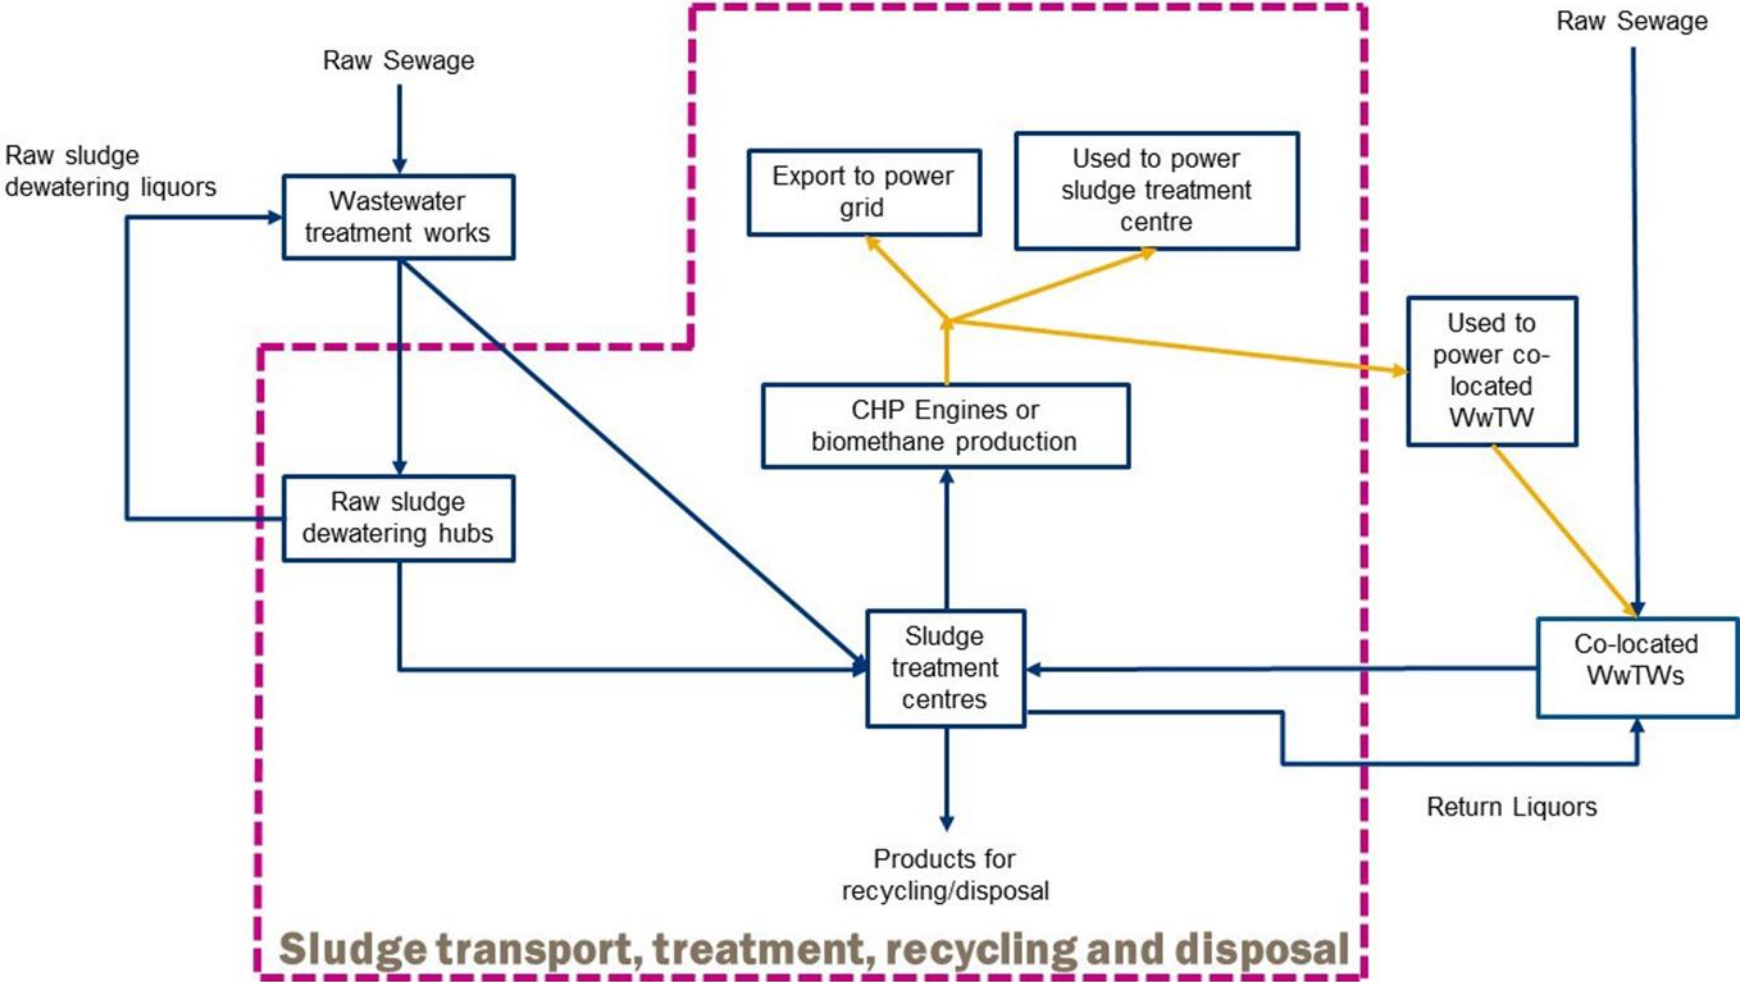 Raw Sewage
Raw Sewage
Raw sludge
dewatering liquors
Wastewater
treatment works
Export to power
grid
Used to power
sludge treatment
centre
Used to
power co-
located
WwTW
CHP Engines or
biomethane production
Raw sludge
dewatering hubs
Sludge
treatment
centres
Co-located
WwTWs
Return Liquors
Products for
recycling/disposal
Sludge transport, treatment, recycling and disposal